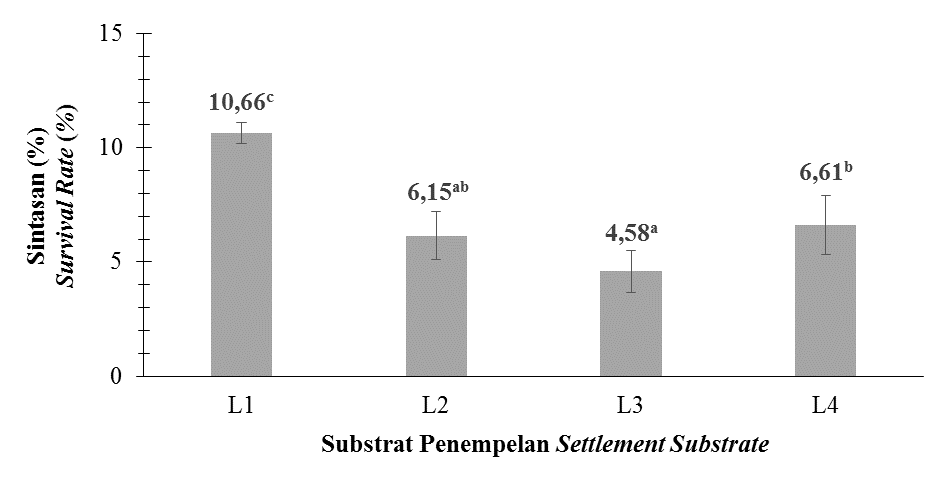 15
10
5
0
Sintasan (%)
Survival Rate (%)
10,66ᶜ
6,15ᵃᵇ
4,58ᵃ
6,61ᵇ
L1 L2 L3 L4
Substrat Penempelan Settlement Substrate